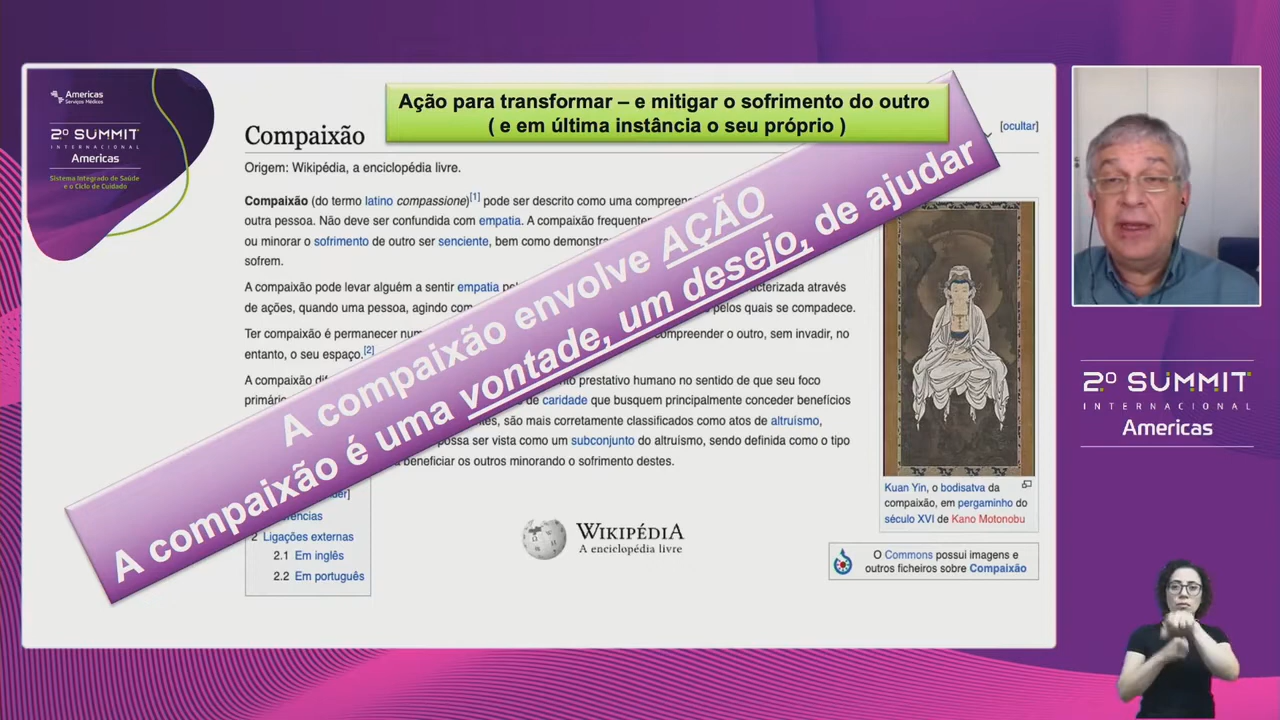 Americas
Serviços Médicos
2º SUMMIT
INTERNACIONAL
Americas
Sistema Integrado de Saúde
e o Ciclo de Cuidado
Ação para transformar – e mitigar o sofrimento do outro
( e em última instância o seu próprio )
Compaixão
[ocultar]
Origem: Wikipédia, a enciclopédia livre.
Compaixão (do termo latino compassione)[1] pode ser descrito como uma
outra pessoa. Não deve ser confundida com empatia. A compaixão
ou minorar o sofrimento de outro ser senciente, bem como
sofrem.
A compaixão pode levar alguém a sentir empatia através
de ações, quando uma pessoa, agindo pelos quais se compadece.
Ter compaixão é permanecer compreender o outro, sem invadir, no
entanto, o seu espaço.[2]
A compaixão prestativo humano no sentido de que seu foco
de caridade que busquem principalmente conceder benefícios
são mais corretamente classificados como atos de altruísmo,
possa ser vista como um subconjunto do altruísmo, sendo definida como o tipo
beneficiar os outros minorando o sofrimento destes.
A compaixão envolve AÇÃO
A compaixão é uma vontade, um desejo, de ajudar
2 Ligações externas
2.1 Em inglês
2.2 Em português
WIKIPÉDIA
A enciclopédia livre
Kuan Yin, o bodisatva da
compaixão, em pergaminho do
século XVI de Kano Motonobu
O Commons possui imagens e
outros ficheiros sobre Compaixão
2º SUMMIT
INTERNACIONAL
Americas